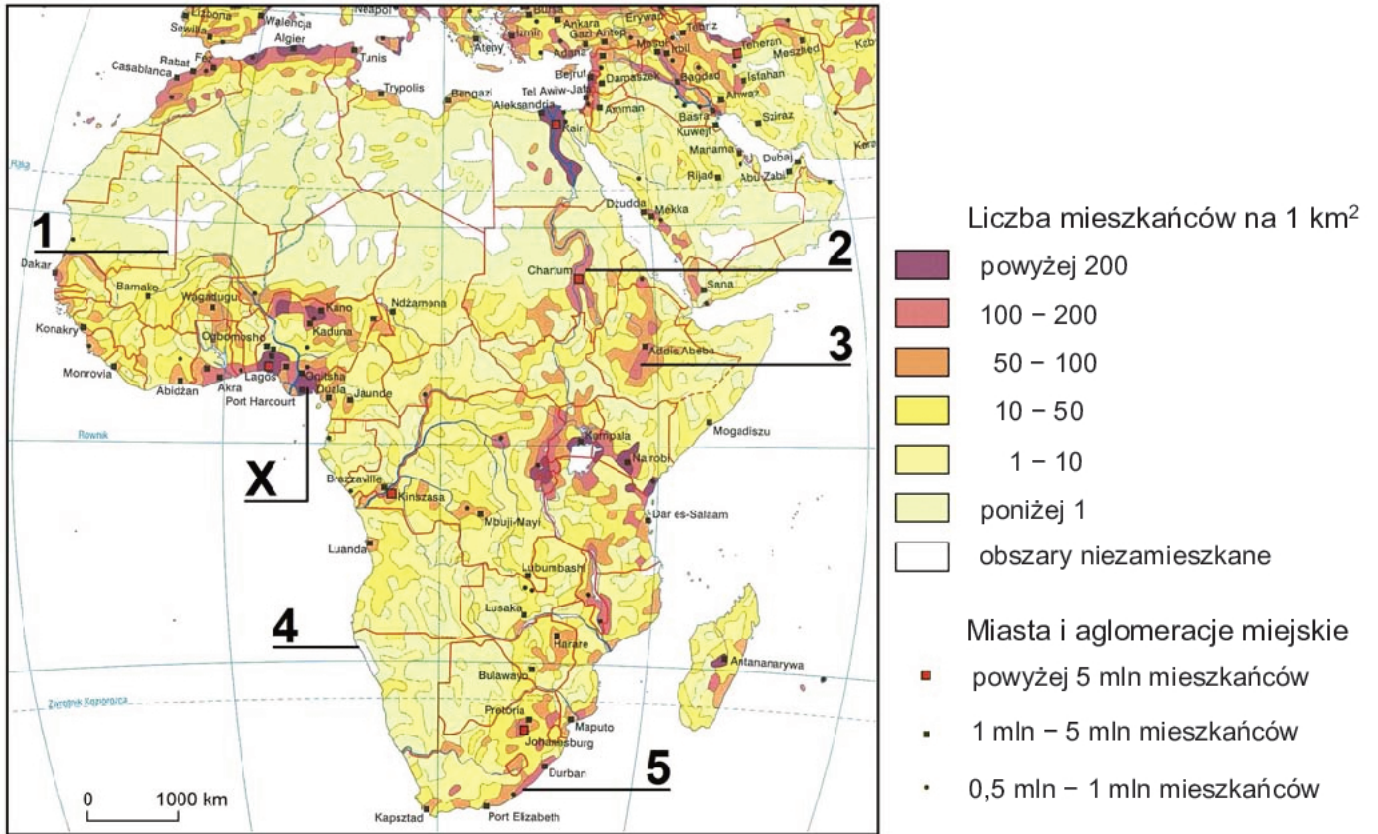 Lizbona
Sewilla
Walencja
Algier
Neapol
Tunis
Ateny
Bursa
Izmir
Ankara
Gazi Antep
Adana
Erywań
Tebriz
Mosul
Irbil
Teheran
Meszhed
Isfahan
Rabat
Fez
Casablanca
Trypolis
Bengazi
Bejrut
Damaszek
Bagdad
Tel Awiw-Jafa
Amman
Aleksandria
Kair
Ahwaz
Basra
Kuwejt
Sziraz
Manama
Dubaj
Rijad
Abu Zabi
Dżudda
Mekka
1
2
Dakar
Bamako
Wagadugu
Kano
Kaduna
Ndżamena
Chartum
Sana
Konakry
Ogbomosho
Addis Abeba
3
Monrovia
Abidżan
Akra
Lagos
Onitsha
Port Harcourt
Duala
Jaunde
Równik
Mogadiszu
X
Kampala
Nairobi
Brazzaville
Kinszasa
Mbuji-Mayi
Dar es-Salaam
Luanda
Lubumbashi
4
Lusaka
Harare
Antananarywa
Bulawayo
Zwrotnik Koziorożca
Pretoria
Maputo
Johanesburg
5
Durban
Kapsztad
Port Elizabeth
0 1000 km
Liczba mieszkańców na 1 km²
powyżej 200
100 – 200
50 – 100
10 – 50
1 – 10
poniżej 1
obszary niezamieszkane
Miasta i aglomeracje miejskie
powyżej 5 mln mieszkańców
1 mln – 5 mln mieszkańców
0,5 mln – 1 mln mieszkańców